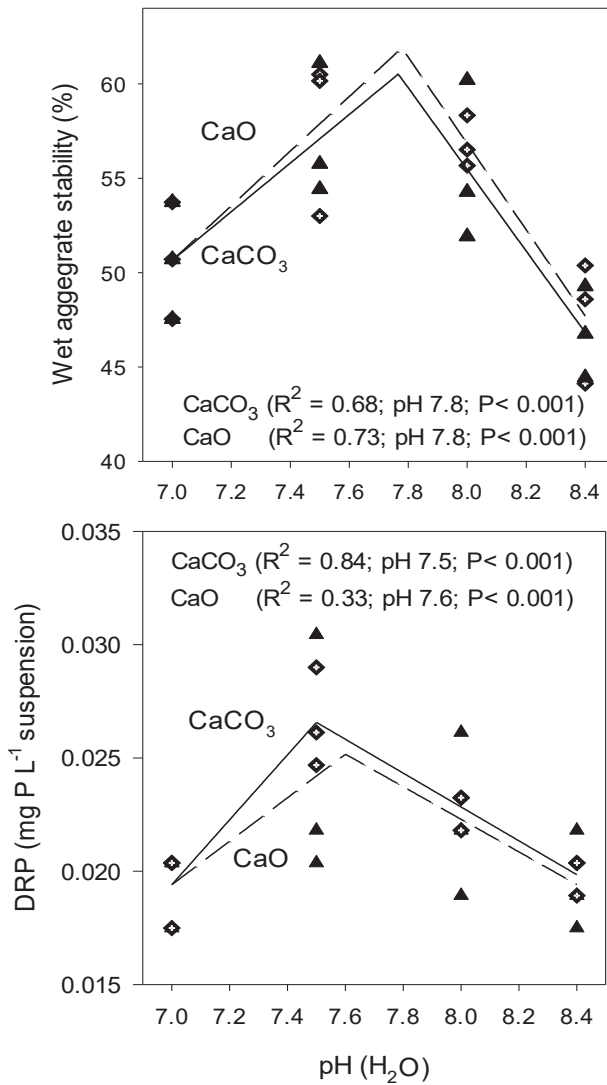 Wet aggegrate stability (%)
60
55
50
45
40
CaO
CaCO₃
CaCO₃ (R² = 0.68; pH 7.8; P< 0.001)
CaO (R² = 0.73; pH 7.8; P< 0.001)
7.0 7.2 7.4 7.6 7.8 8.0 8.2 8.4
DRP (mg P L⁻¹ suspension)
0.035
0.030
0.025
0.020
0.015
CaCO₃ (R² = 0.84; pH 7.5; P< 0.001)
CaO (R² = 0.33; pH 7.6; P< 0.001)
CaCO₃
CaO
7.0 7.2 7.4 7.6 7.8 8.0 8.2 8.4
pH (H₂O)